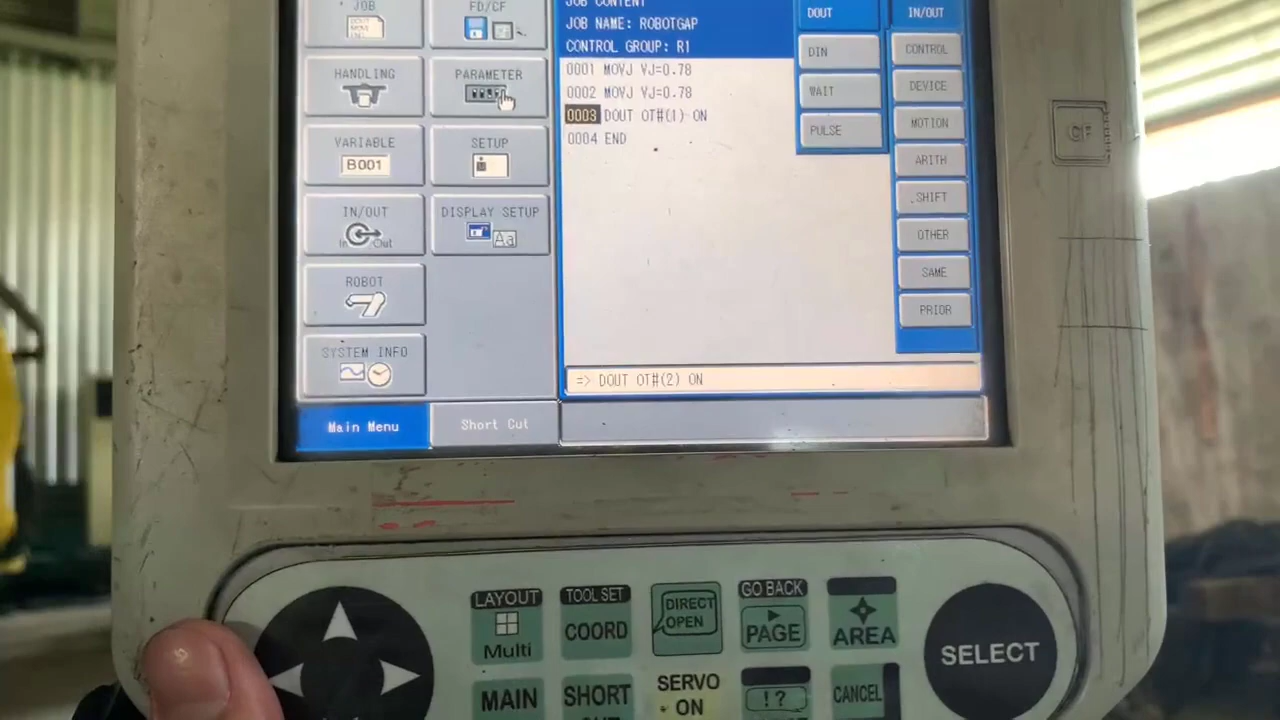 JOB
FD/CF
HANDLING
PARAMETER
VARIABLE
B001
SETUP
IN/OUT
In Out
DISPLAY SETUP
Aa
ROBOT
SYSTEM INFO
Main Menu
Short Cut
JOB CONTENT
JOB NAME: ROBOTGAP
CONTROL GROUP: R1
0001 MOVJ VJ=0.78
0002 MOVJ VJ=0.78
0003 DOUT OT#(1) ON
0004 END
=> DOUT OT#(2) ON
DOUT
DIN
WAIT
PULSE
IN/OUT
CONTROL
DEVICE
MOTION
ARITH
SHIFT
OTHER
SAME
PRIOR
CF
LAYOUT
Multi
TOOL SET
COORD
DIRECT
OPEN
GO BACK
PAGE
AREA
SELECT
MAIN
SHORT
SERVO
ON
!?
CANCEL